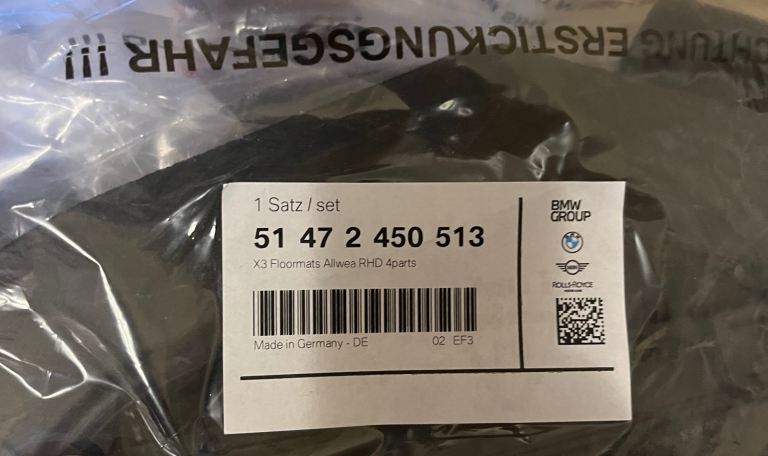 ACHTUNG ERSTICKUNGSGEFAHR !!!
1 Satz / set
51 47 2 450 513
X3 Floormats Allwea RHD 4parts
Made in Germany - DE 02 EF3
BMW
GROUP
MINI
ROLLS-ROYCE